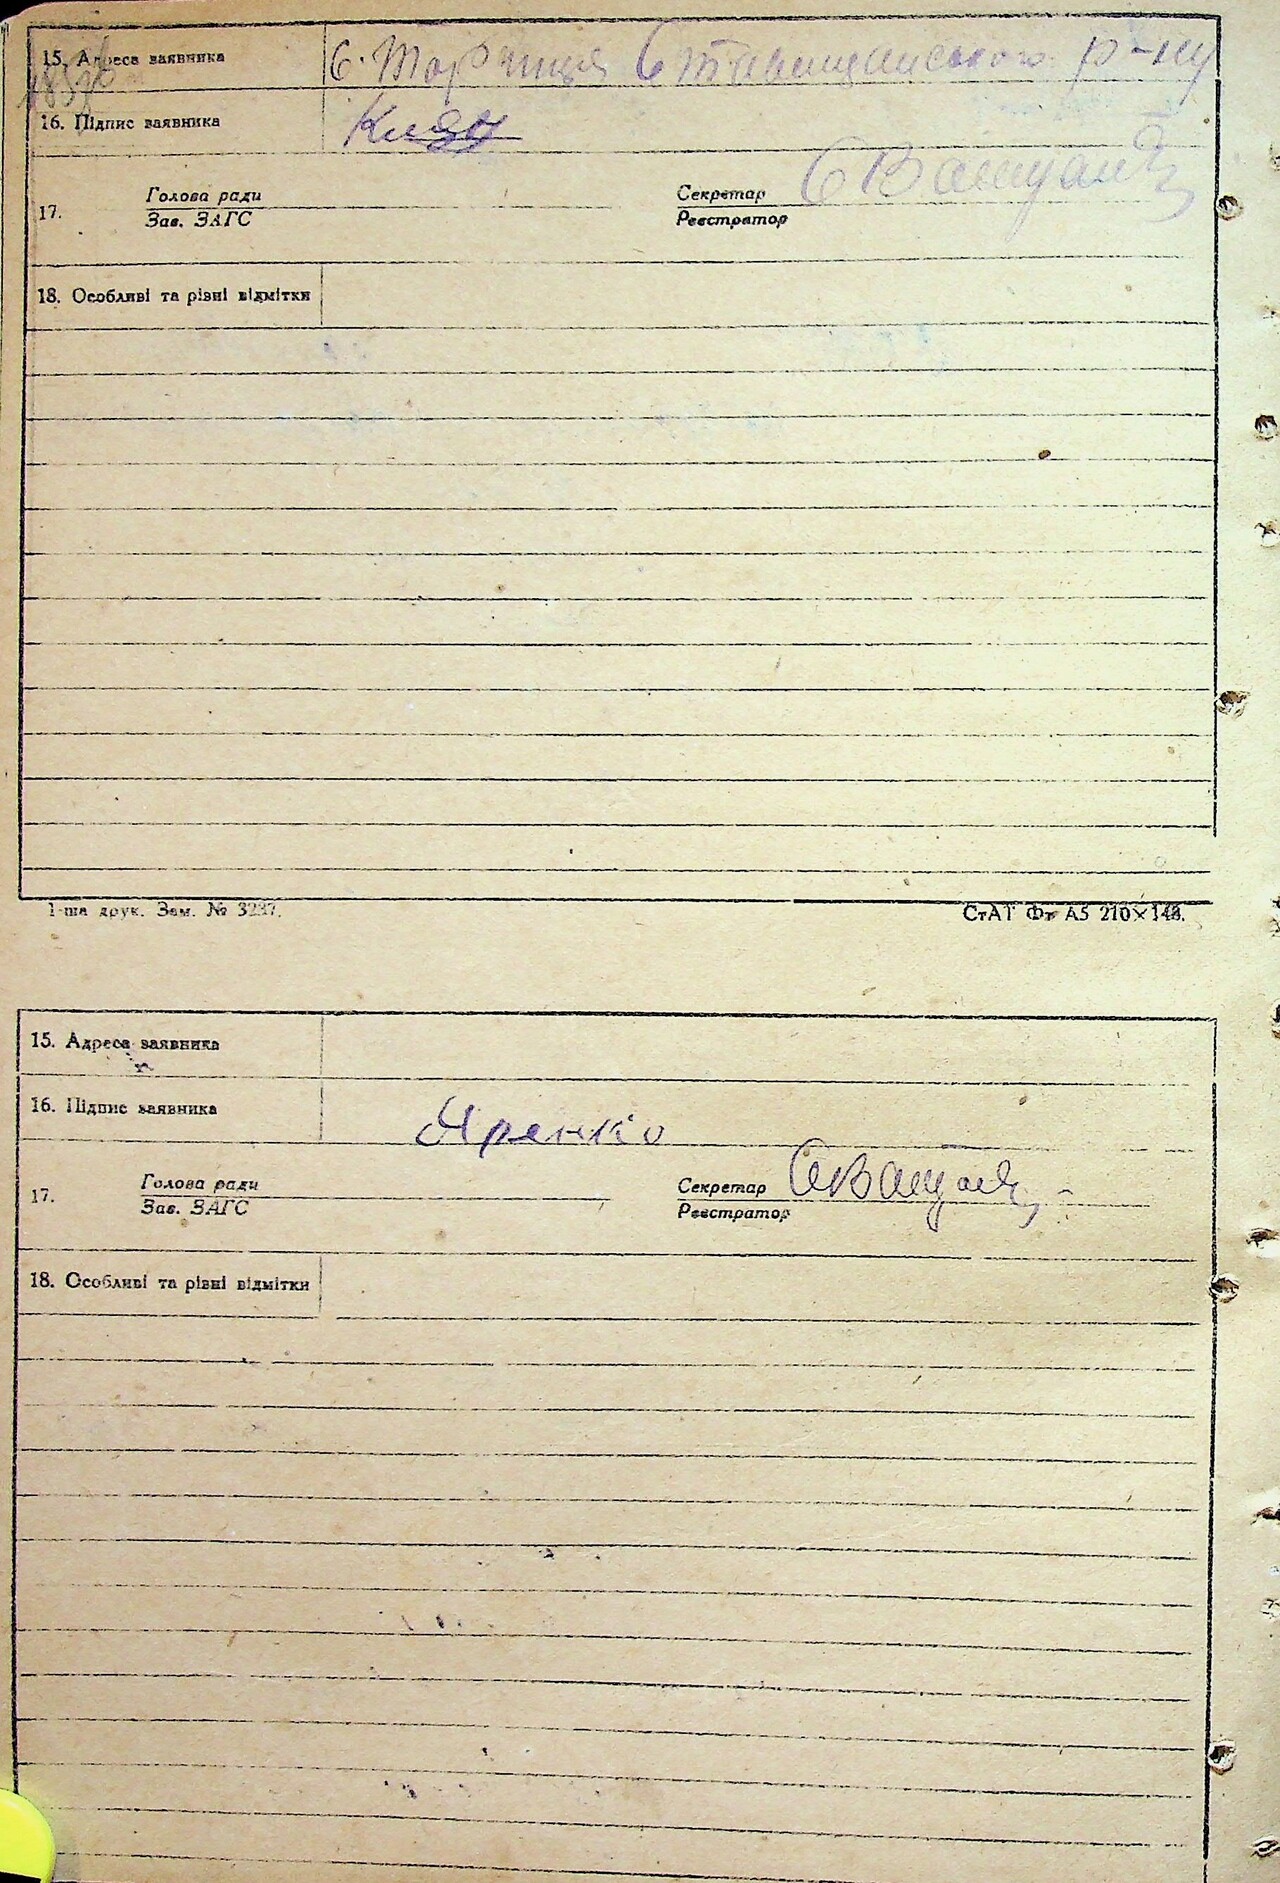 15. Адреса заявника с. Торчиця Ставищанського р-ну
16. Підпис заявника
17. Голова ради Секретар
Зав. ЗАГС Реєстратор
18. Особливі та різні відмітки
1-ша друк. Зам. № 3237. СтАТ Фт А5 210×148.
15. Адреса заявника
16. Підпис заявника Яренко
17. Голова ради Секретар
Зав. ЗАГС Реєстратор
18. Особливі та різні відмітки